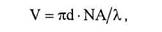 V = πd · NA/λ,